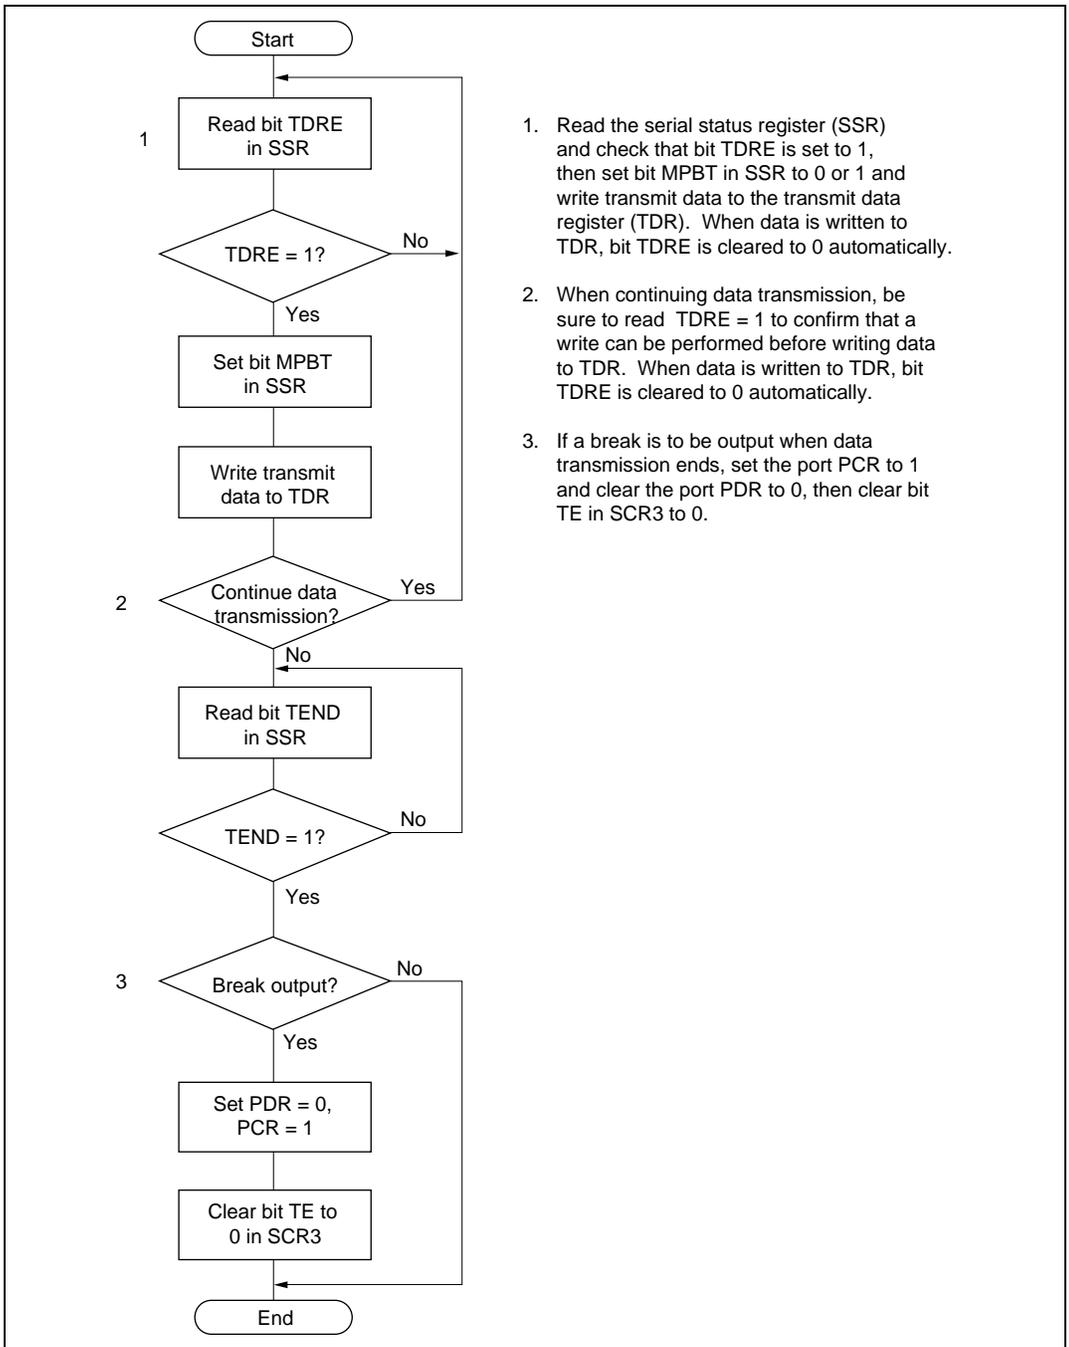 Start
1
Read bit TDRE
in SSR
TDRE = 1?
No
Yes
Set bit MPBT
in SSR
Write transmit
data to TDR
2
Continue data
transmission?
Yes
No
Read bit TEND
in SSR
TEND = 1?
No
Yes
3
Break output?
No
Yes
Set PDR = 0,
PCR = 1
Clear bit TE to
0 in SCR3
End
1. Read the serial status register (SSR)
and check that bit TDRE is set to 1,
then set bit MPBT in SSR to 0 or 1 and
write transmit data to the transmit data
register (TDR). When data is written to
TDR, bit TDRE is cleared to 0 automatically.
2. When continuing data transmission, be
sure to read TDRE = 1 to confirm that a
write can be performed before writing data
to TDR. When data is written to TDR, bit
TDRE is cleared to 0 automatically.
3. If a break is to be output when data
transmission ends, set the port PCR to 1
and clear the port PDR to 0, then clear bit
TE in SCR3 to 0.